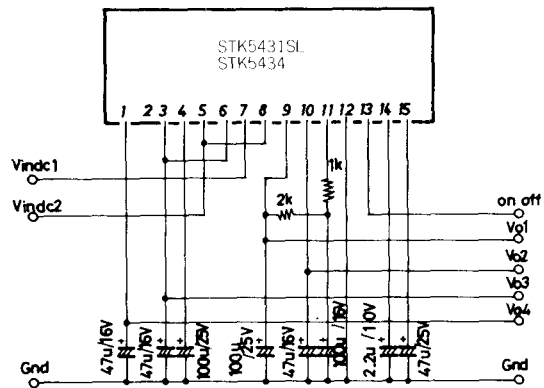 STK5431SL
STK5434
1 2 3 4 5 6 7 8 9 10 11 12 13 14 15
Vindc1
1k
2k
Vindc2
on off
Vo1
Vo2
Vo3
Vo4
47u/16V
47u/16V
100u/25V
100u/25V
47u/16V
100u/16V
2.2u/10V
47u/25V
Gnd
Gnd